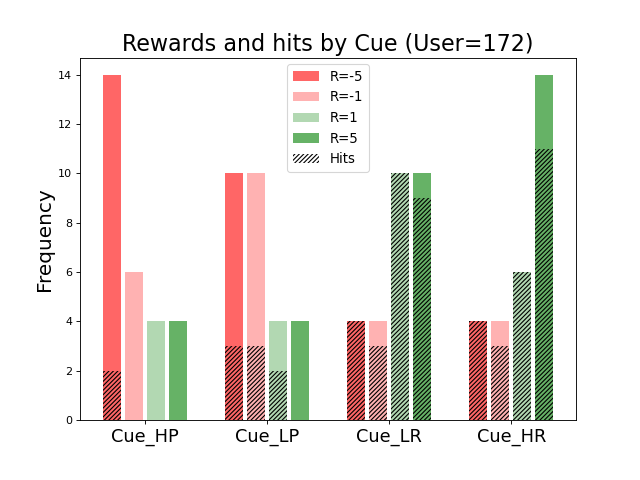 Rewards and hits by Cue (User=172)
R=-5
R=-1
R=1
R=5
Hits
Frequency
14
12
10
8
6
4
2
0
Cue_HP
Cue_LP
Cue_LR
Cue_HR